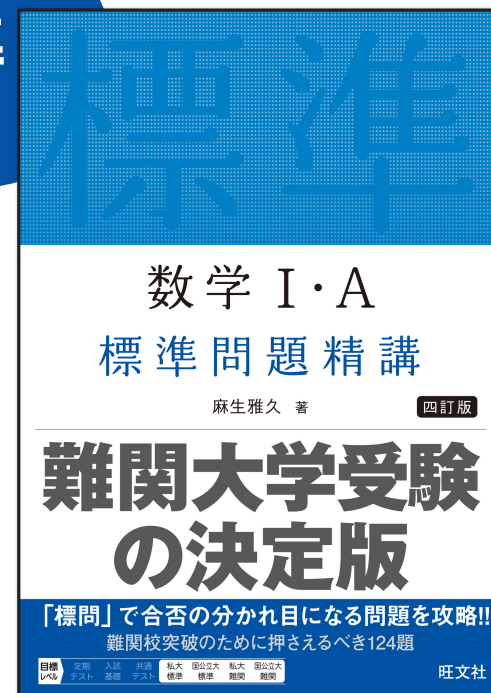 標準
数学 I・A
標準問題精講
麻生雅久 著
四訂版
難関大学受験
の決定版
「標問」で合否の分かれ目になる問題を攻略!!
難関校突破のために押さえるべき124題
目標レベル 定期テスト 入試基礎 共通テスト 私大標準 国公立大標準 私大難関 国公立大難関
旺文社